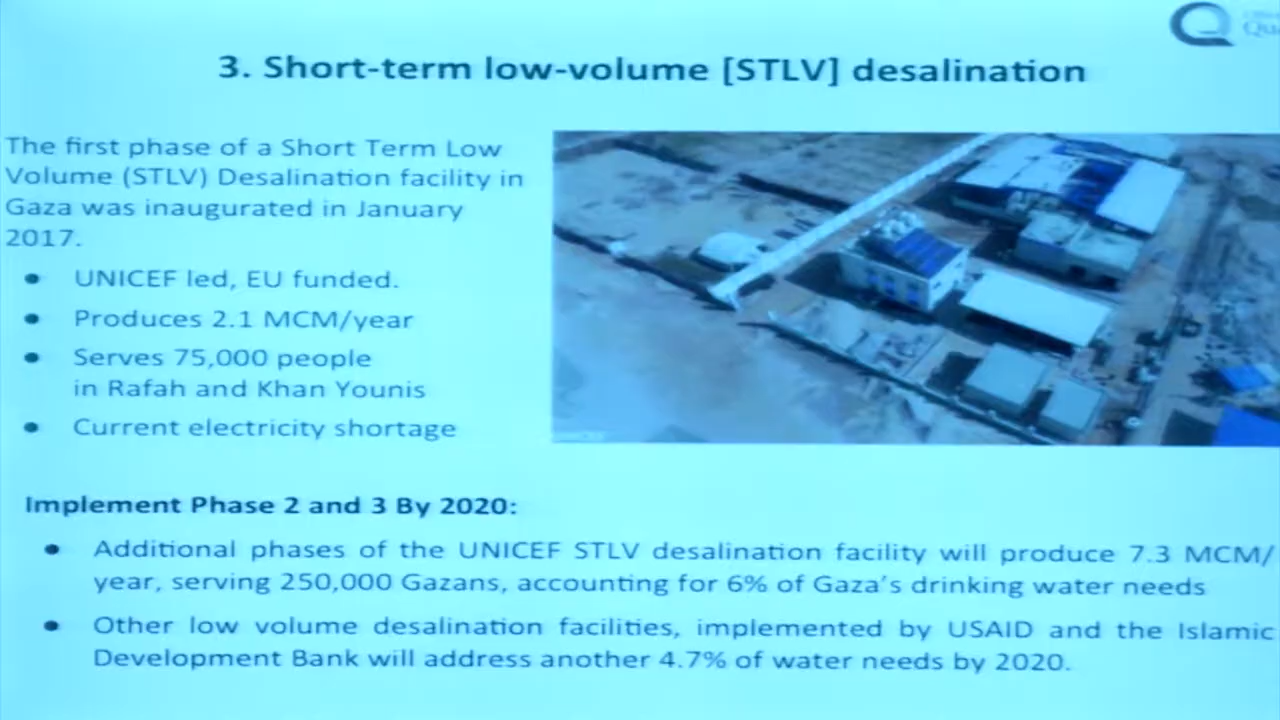 3. Short-term low-volume [STLV] desalination
The first phase of a Short Term Low
Volume (STLV) Desalination facility in
Gaza was inaugurated in January
2017.
• UNICEF led, EU funded.
• Produces 2.1 MCM/year
• Serves 75,000 people
in Rafah and Khan Younis
• Current electricity shortage
Implement Phase 2 and 3 By 2020:
• Additional phases of the UNICEF STLV desalination facility will produce 7.3 MCM/
year, serving 250,000 Gazans, accounting for 6% of Gaza's drinking water needs
• Other low volume desalination facilities, implemented by USAID and the Islamic
Development Bank will address another 4.7% of water needs by 2020.